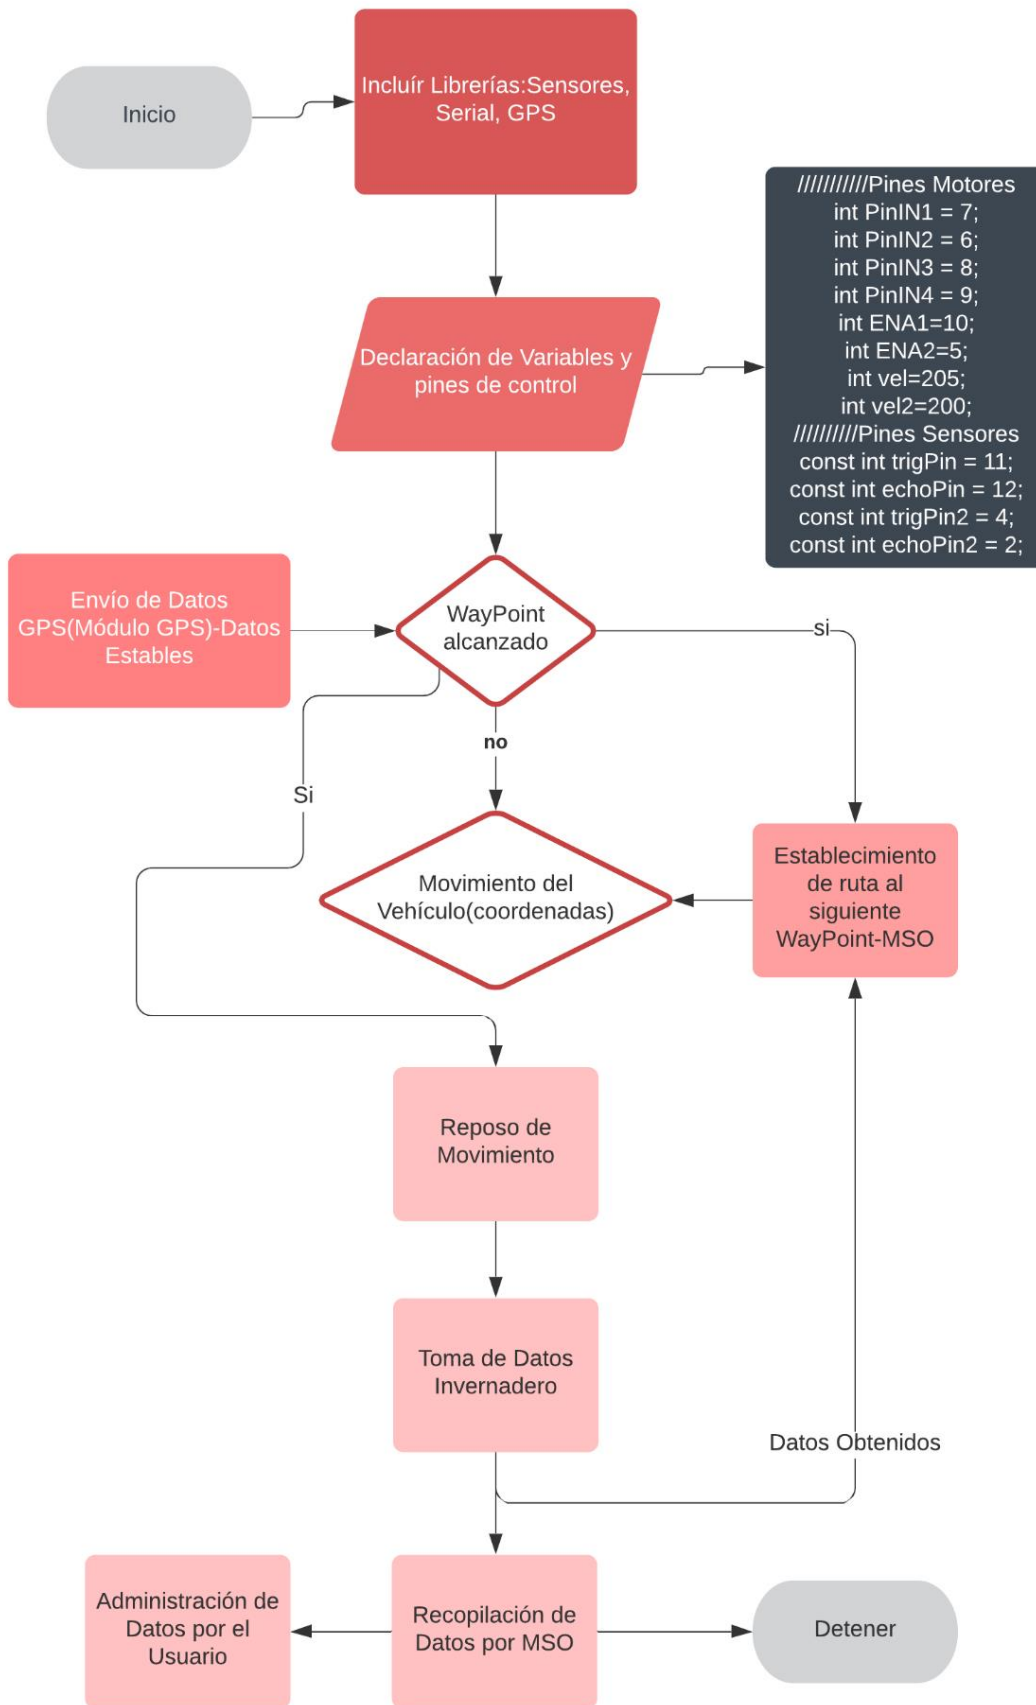 Inicio
Incluír Librerías:Sensores,
Serial, GPS
///////////Pines Motores
int PinIN1 = 7;
int PinIN2 = 6;
int PinIN3 = 8;
int PinIN4 = 9;
int ENA1=10;
int ENA2=5;
int vel=205;
int vel2=200;
//////////Pines Sensores
const int trigPin = 11;
const int echoPin = 12;
const int trigPin2 = 4;
const int echoPin2 = 2;
Declaración de Variables y
pines de control
Envío de Datos
GPS(Módulo GPS)-Datos
Estables
WayPoint
alcanzado
si
no
Si
Movimiento del
Vehículo(coordenadas)
Establecimiento
de ruta al
siguiente
WayPoint-MSO
Reposo de
Movimiento
Toma de Datos
Invernadero
Datos Obtenidos
Administración de
Datos por el
Usuario
Recopilación de
Datos por MSO
Detener